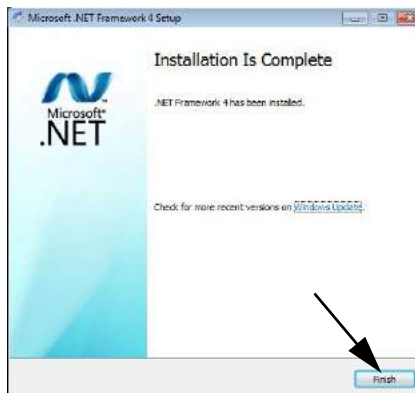 Microsoft .NET Framework 4 Setup
Installation Is Complete
.NET Framework 4 has been installed.
Microsoft®
.NET
Check for more recent versions on Windows Update.
Finish